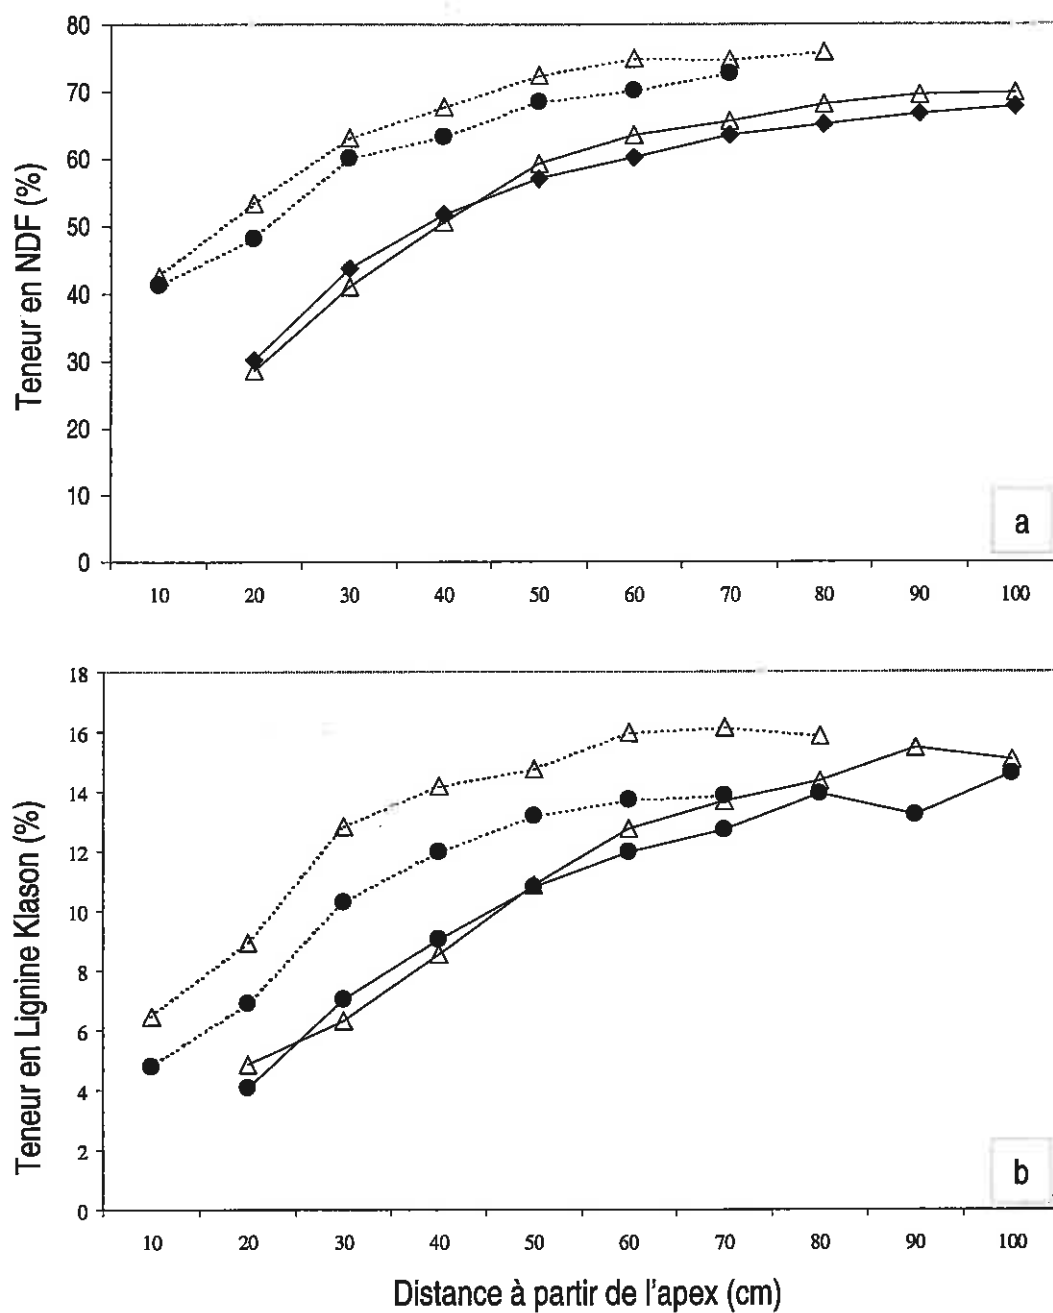 Teneur en NDF (%)
80
70
60
50
40
30
20
10
0
10 20 30 40 50 60 70 80 90 100
a
Teneur en Lignine Klason (%)
18
16
14
12
10
8
6
4
2
0
10 20 30 40 50 60 70 80 90 100
b
Distance à partir de l'apex (cm)